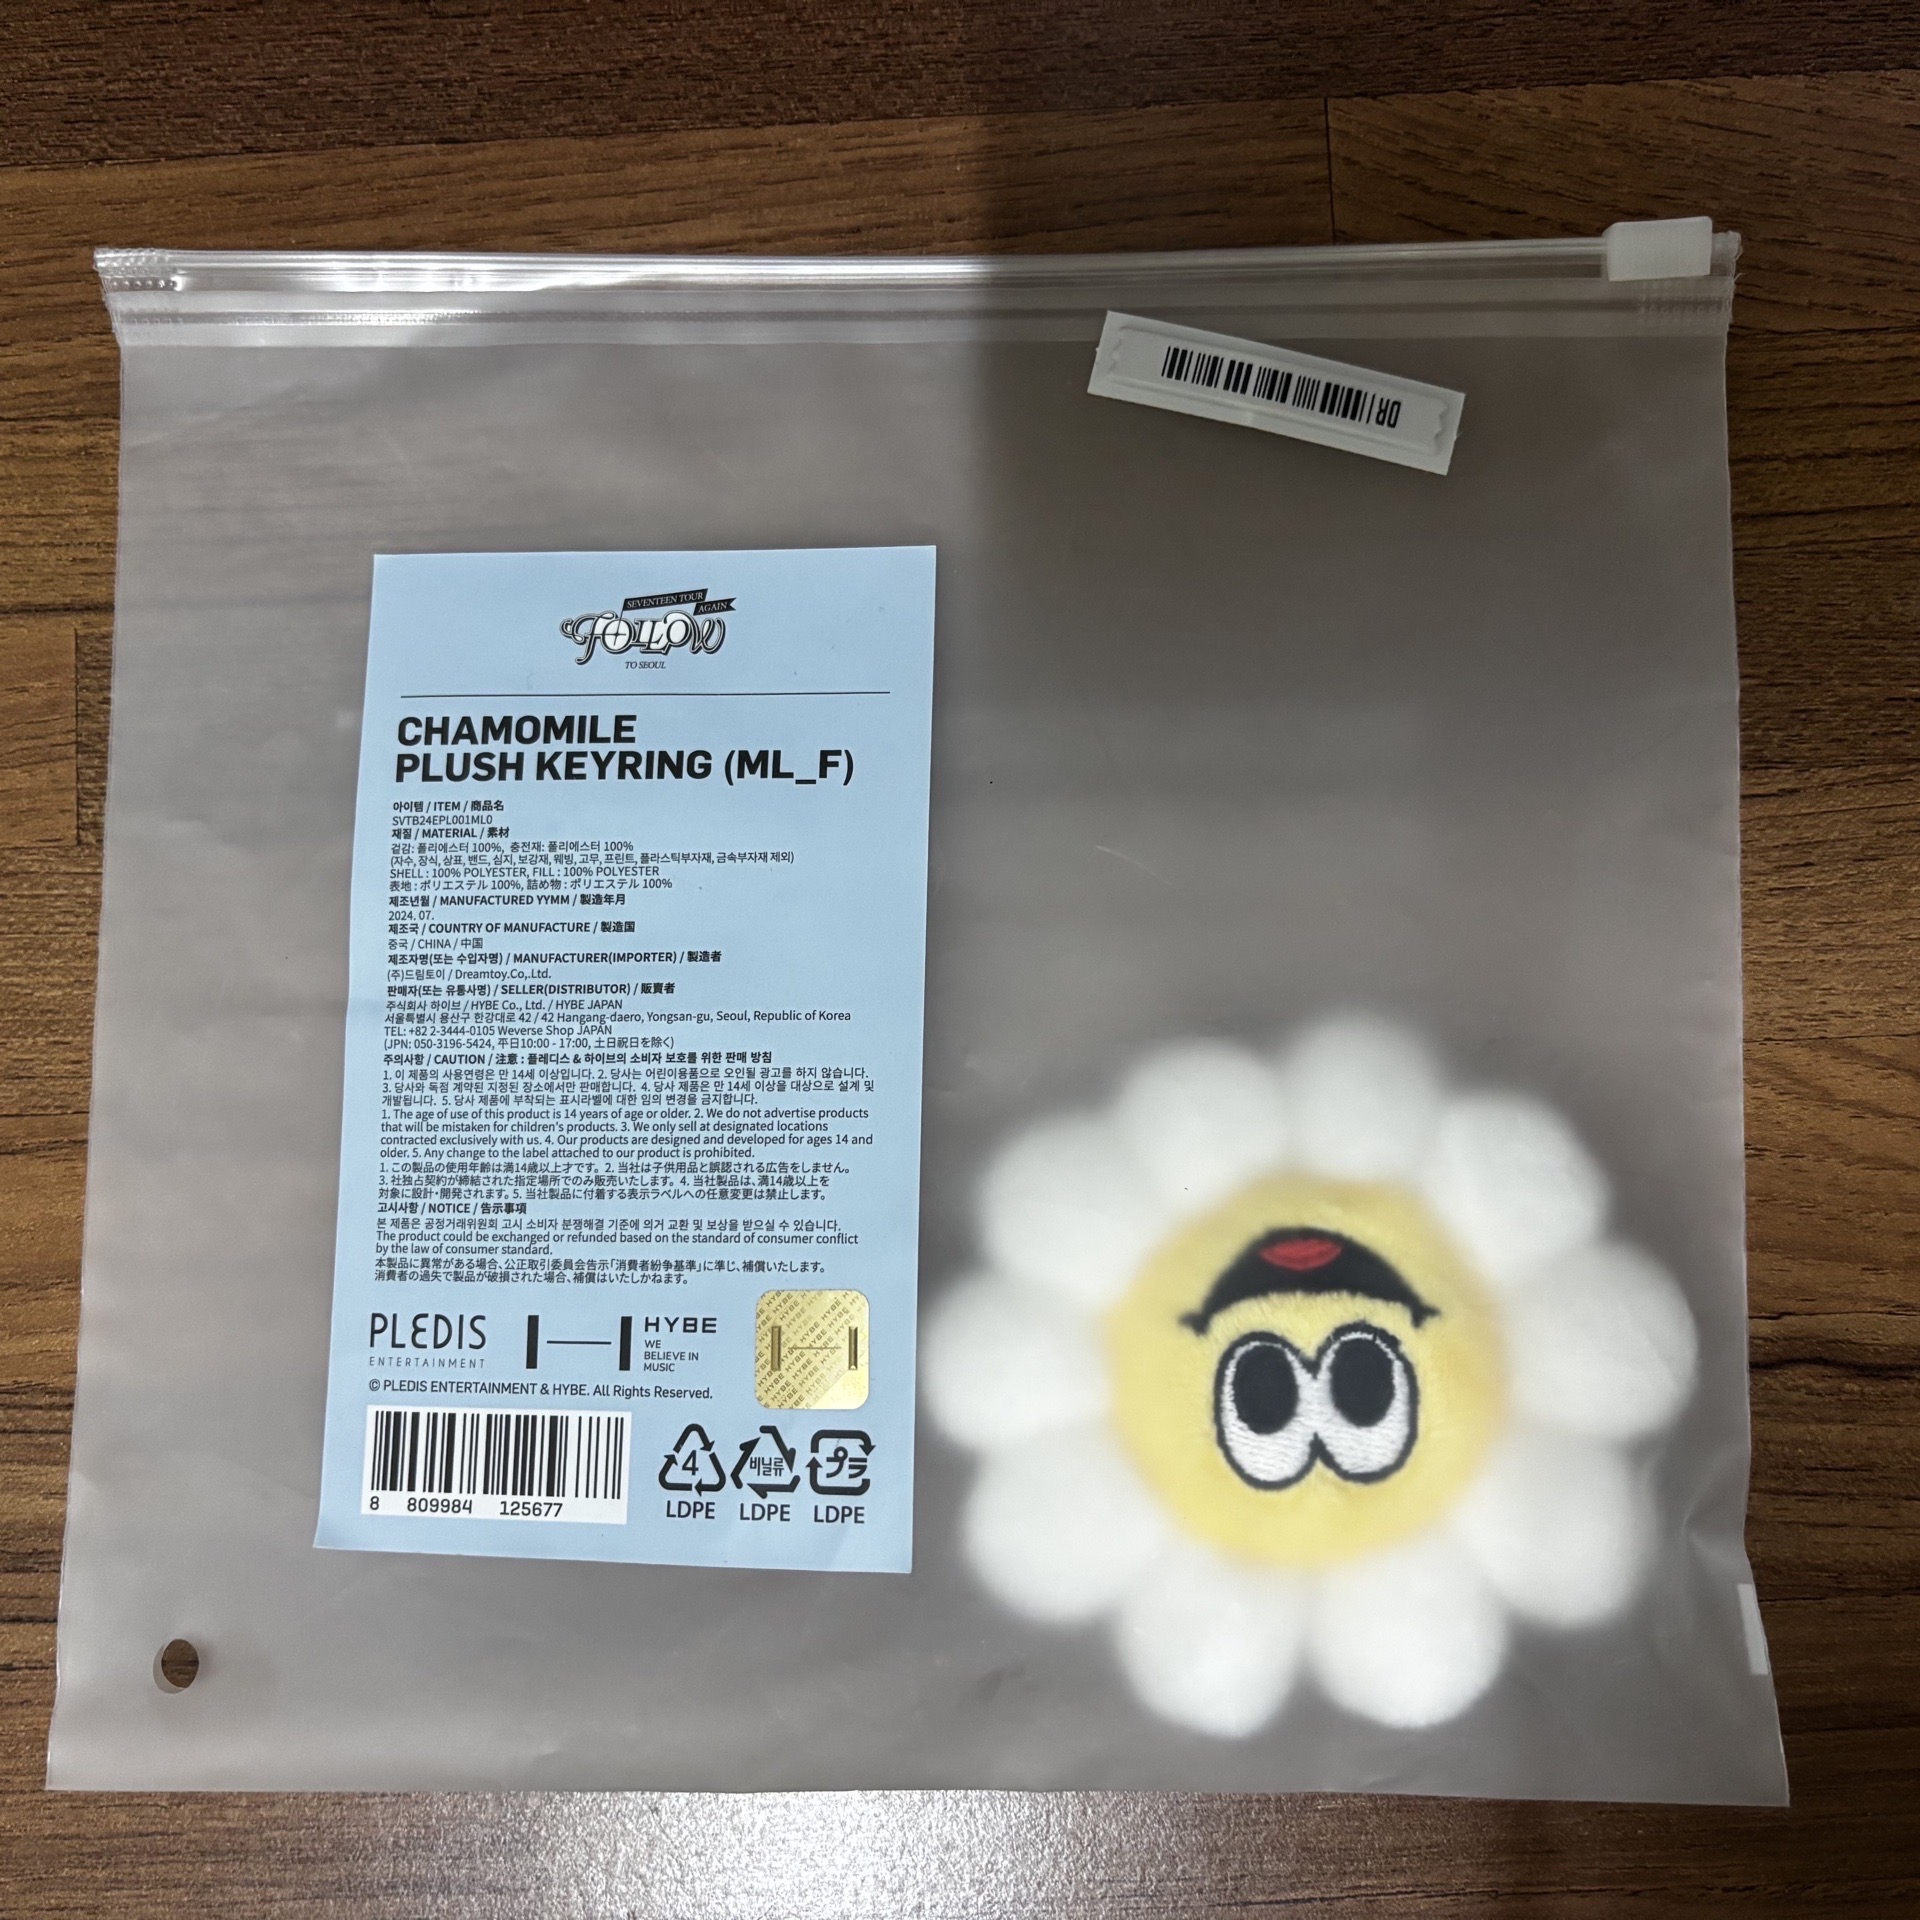 DR
SEVENTEEN TOUR
AGAIN
FOLLOW
TO SEOUL
CHAMOMILE
PLUSH KEYRING (ML_F)
아이템 / ITEM / 商品名
SVTB24EPL001ML0
재질 / MATERIAL / 素材
겉감: 폴리에스터 100%, 충전재: 폴리에스터 100%
(자수, 장식, 상표, 밴드, 심지, 보강재, 웨빙, 고무, 프린트, 플라스틱부자재, 금속부자재 제외)
SHELL : 100% POLYESTER, FILL : 100% POLYESTER
表地 : ポリエステル 100%, 詰め物 : ポリエステル 100%
제조년월 / MANUFACTURED YYMM / 製造年月
2024. 07.
제조국 / COUNTRY OF MANUFACTURE / 製造国
중국 / CHINA / 中国
제조자명(또는 수입자명) / MANUFACTURER(IMPORTER) / 製造者
(주)드림토이 / Dreamtoy.Co,.Ltd.
판매자(또는 유통사명) / SELLER(DISTRIBUTOR) / 販賣者
주식회사 하이브 / HYBE Co., Ltd. / HYBE JAPAN
서울특별시 용산구 한강대로 42 / 42 Hangang-daero, Yongsan-gu, Seoul, Republic of Korea
TEL: +82 2-3444-0105 Weverse Shop JAPAN
(JPN: 050-3196-5424, 平日10:00 - 17:00, 土日祝日を除く)
주의사항 / CAUTION / 注意 : 플레디스 & 하이브의 소비자 보호를 위한 판매 방침
1. 이 제품의 사용연령은 만 14세 이상입니다. 2. 당사는 어린이용품으로 오인될 광고를 하지 않습니다.
3. 당사와 독점 계약된 지정된 장소에서만 판매합니다. 4. 당사 제품은 만 14세 이상을 대상으로 설계 및
개발됩니다. 5. 당사 제품에 부착되는 표시라벨에 대한 임의 변경을 금지합니다.
1. The age of use of this product is 14 years of age or older. 2. We do not advertise products
that will be mistaken for children's products. 3. We only sell at designated locations
contracted exclusively with us. 4. Our products are designed and developed for ages 14 and
older. 5. Any change to the label attached to our product is prohibited.
1. この製品の使用年齢は満14歳以上才です。2. 当社は子供用品と誤認される広告をしません。
3. 社独占契約が締結された指定場所でのみ販売いたします。4. 当社製品は、満14歳以上を
対象に設計・開発されます。5. 当社製品に付着する表示ラベルへの任意変更は禁止します。
고시사항 / NOTICE / 告示事項
본 제품은 공정거래위원회 고시 소비자 분쟁해결 기준에 의거 교환 및 보상을 받으실 수 있습니다.
The product could be exchanged or refunded based on the standard of consumer conflict
by the law of consumer standard.
本製品に異常がある場合、公正取引委員会告示「消費者紛争基準」に準じ、補償いたします。
消費者の過失で製品が破損された場合、補償はいたしかねます。
PLEDIS
ENTERTAINMENT
HYBE
WE
BELIEVE IN
MUSIC
© PLEDIS ENTERTAINMENT & HYBE. All Rights Reserved.
8 809984 125677
4
LDPE
비닐류
LDPE
プラ
LDPE